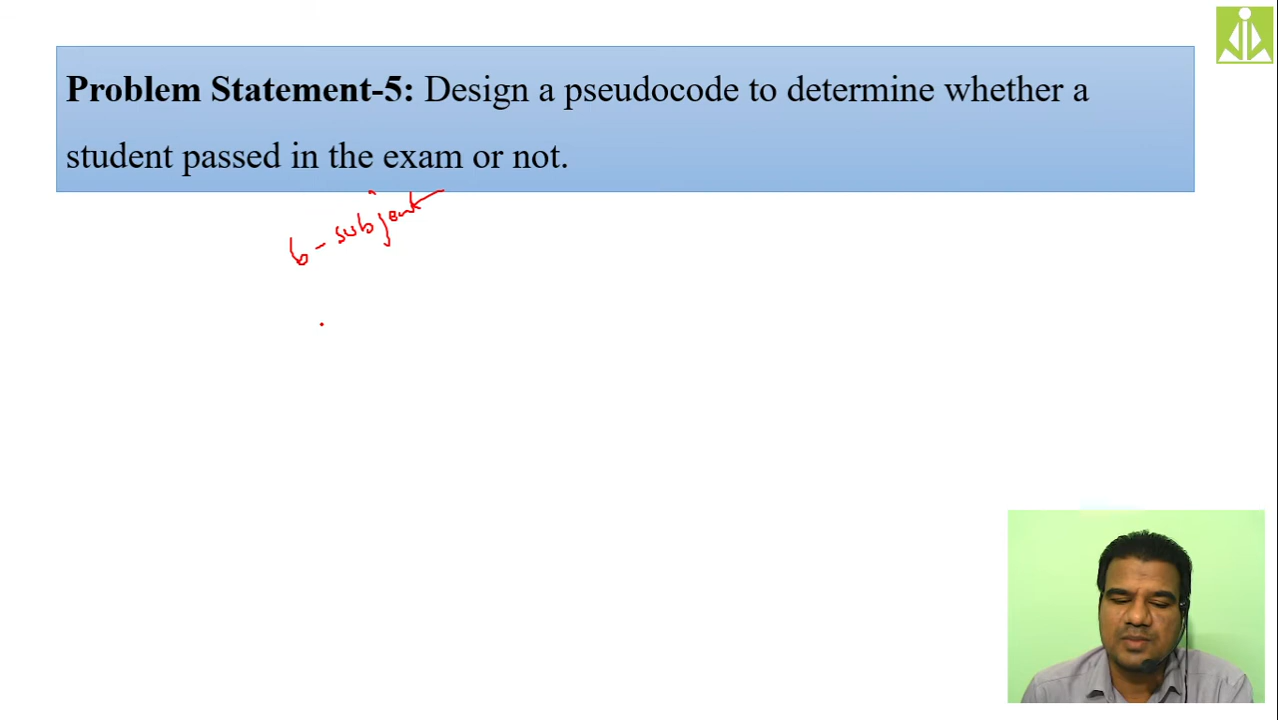 Problem Statement-5: Design a pseudocode to determine whether a
student passed in the exam or not.
6 - subject